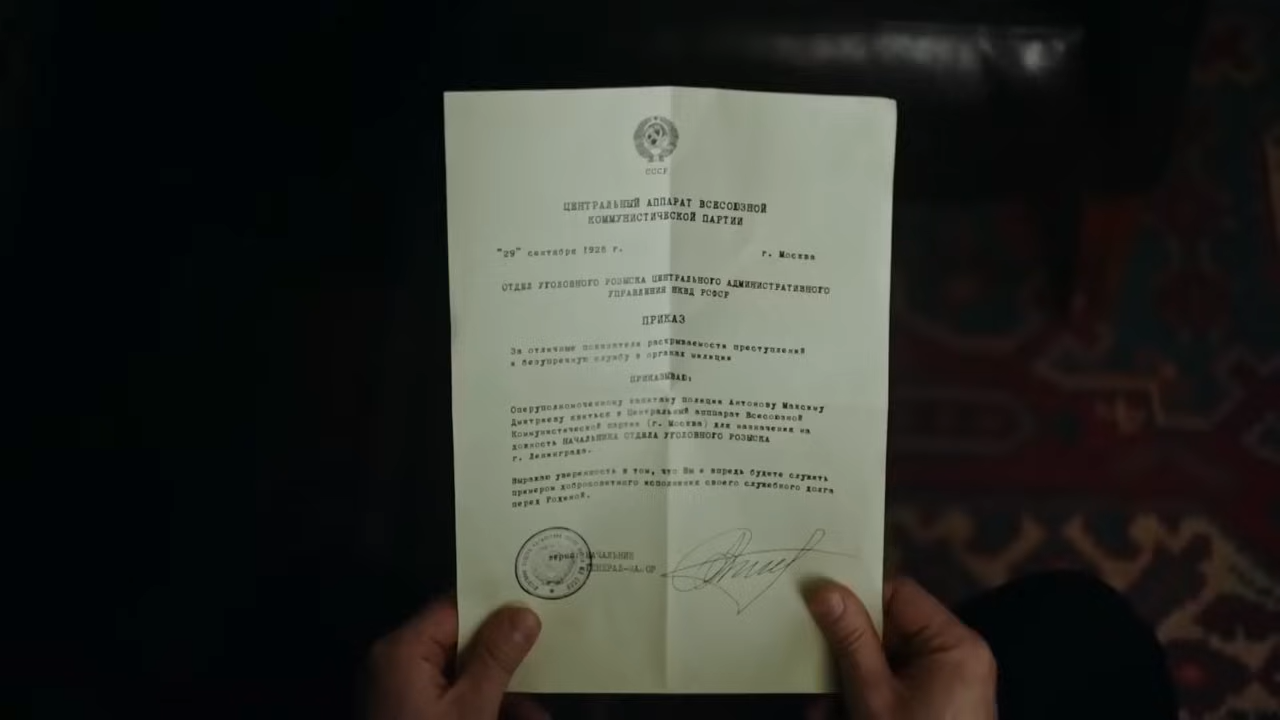 СССР
ЦЕНТРАЛЬНЫЙ АППАРАТ ВСЕСОЮЗНОЙ
КОММУНИСТИЧЕСКОЙ ПАРТИИ
"29" сентября 1928 г.
г. Москва
ОТДЕЛ УГОЛОВНОГО РОЗЫСКА ЦЕНТРАЛЬНОГО АДМИНИСТРАТИВНОГО
УПРАВЛЕНИЯ НКВД РСФСР
ПРИКАЗ
За отличные показатели раскрываемости преступлений
и безупречную службу в органах милиции
ПРИКАЗЫВАЮ:
Оперуполномоченному капитану полиции Антонову Максиму
Дмитриеву явиться в Центральный аппарат Всесоюзной
Коммунистической партии (г. Москва) для назначения на
должность НАЧАЛЬНИКА ОТДЕЛА УГОЛОВНОГО РОЗЫСКА
г. Ленинграда.
Выражаю уверенность в том, что Вы и впредь будете служить
примером добросовестного исполнения своего служебного долга
перед Родиной.
НАЧАЛЬНИК
ГЕНЕРАЛ-МАЙОР